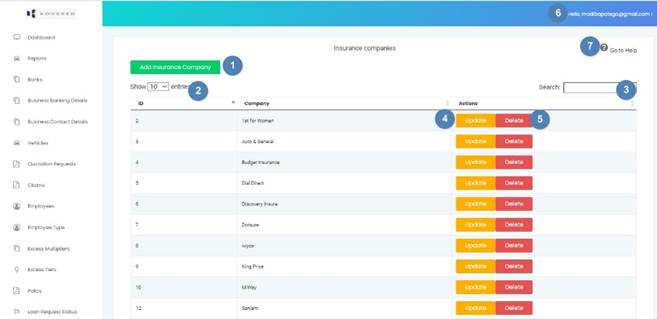 6 Hello, modibapotego@gmail.com !
Dashboard
Reports
Banks
Business Banking Details
Business Contact Details
Vehicles
Quotation Requests
Claims
Employees
Employee Type
Excess Multipliers
Excess Tiers
Policy
Loan Request Status
Insurance companies
7 Go to Help
Add Insurance Company 1
Show 10 entries 2
Search: 3
ID Company Actions
2 1st for Women 4 Update Delete 5
3 Auto & General Update Delete
4 Budget Insurance Update Delete
5 Dial Direct Update Delete
6 Discovery Insure Update Delete
7 Dotsure Update Delete
8 iwyze Update Delete
9 King Price Update Delete
10 MiWay Update Delete
12 Sanlam Update Delete